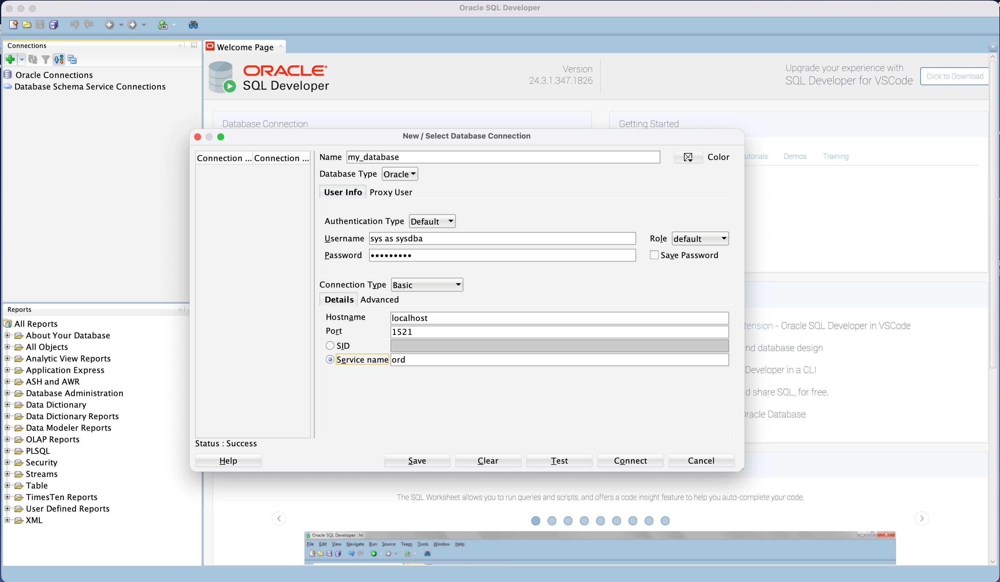 Oracle SQL Developer
SQL
Connections
Welcome Page
Oracle Connections
Database Schema Service Connections
ORACLE
SQL Developer
Version
24.3.1.347.1826
Upgrade your experience with
SQL Developer for VSCode
Click to Download
Database Connection
Getting Started
utorials Demos Training
New / Select Database Connection
Connection ... Connection ...
Name my_database Color
Database Type Oracle
User Info Proxy User
Authentication Type Default
Username sys as sysdba Role default
Password ••••••••• Save Password
Connection Type Basic
Details Advanced
Hostname localhost
Port 1521
SID
Service name ord
Status : Success
Help Save Clear Test Connect Cancel
tension - Oracle SQL Developer in VSCode
nd database design
Developer in a CLI
d share SQL, for free.
Oracle Database
Reports
All Reports
About Your Database
All Objects
Analytic View Reports
Application Express
ASH and AWR
Database Administration
Data Dictionary
Data Dictionary Reports
Data Modeler Reports
OLAP Reports
PLSQL
Security
Streams
Table
TimesTen Reports
User Defined Reports
XML
The SQL Worksheet allows you to run queries and scripts, and offers a code insight feature to help you auto-complete your code.
Oracle SQL Developer : hr
File Edit View Navigate Run Source Team Tools Window Help